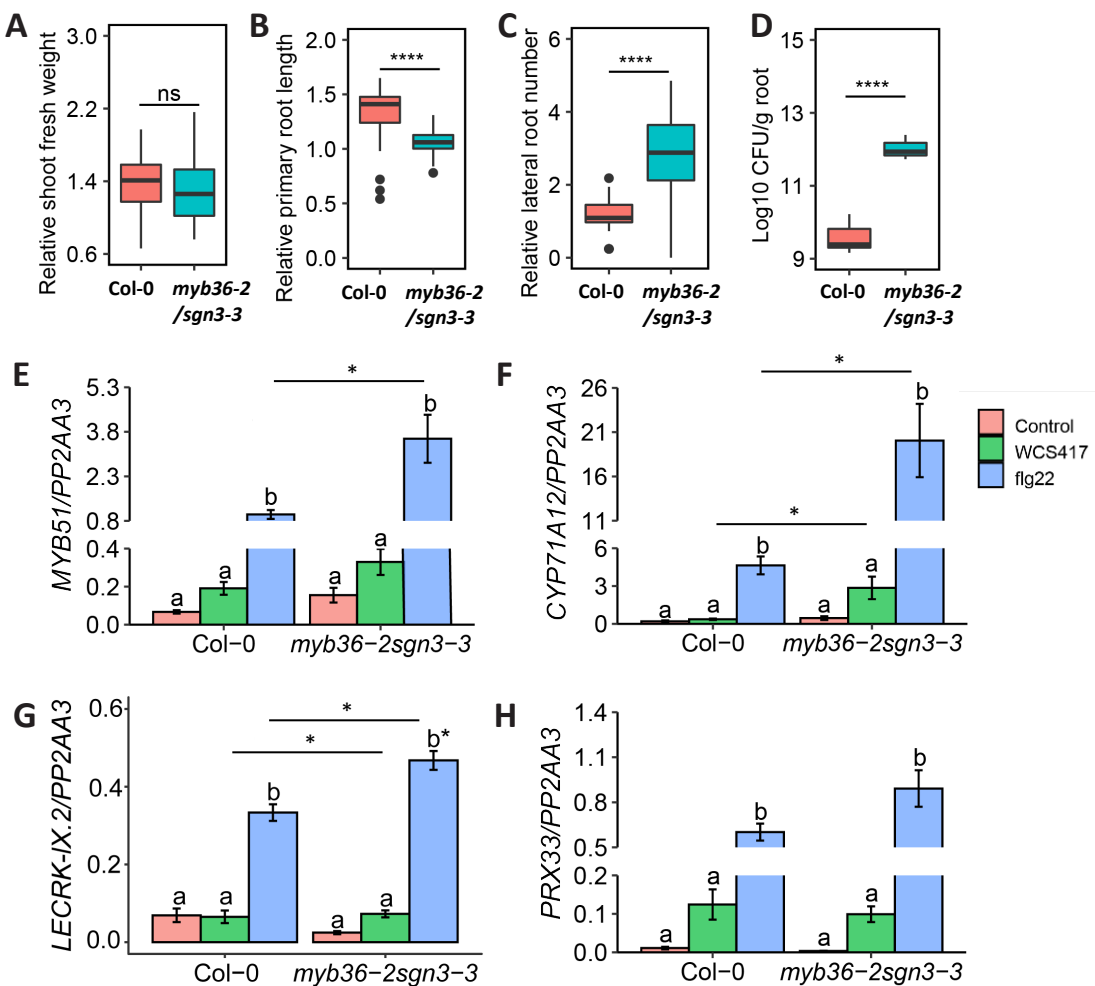 A
Relative shoot fresh weight
3.0
2.2
1.4
0.6
ns
Col-0
myb36-2
/sgn3-3
B
Relative primary root length
2.0
1.5
1.0
0.5
0.0
****
Col-0
myb36-2
/sgn3-3
C
Relative lateral root number
6
4
2
0
****
Col-0
myb36-2
/sgn3-3
D
Log10 CFU/g root
15
13
11
9
****
Col-0
myb36-2
/sgn3-3
E
MYB51/PP2AA3
5.3
3.8
2.3
0.8
0.4
0.2
0.0
*
a
a
b
a
a
b
Col−0
myb36−2sgn3−3
F
CYP71A12/PP2AA3
26
21
16
11
6
3
0
*
*
a
a
b
a
a
b
Col−0
myb36−2sgn3−3
Control
WCS417
flg22
G
LECRK-IX.2/PP2AA3
0.6
0.4
0.2
0.0
*
*
a
a
b
a
a
b*
Col−0
myb36−2sgn3−3
H
PRX33/PP2AA3
1.4
1.1
0.8
0.5
0.2
0.1
0.0
a
a
b
a
a
b
Col−0
myb36−2sgn3−3